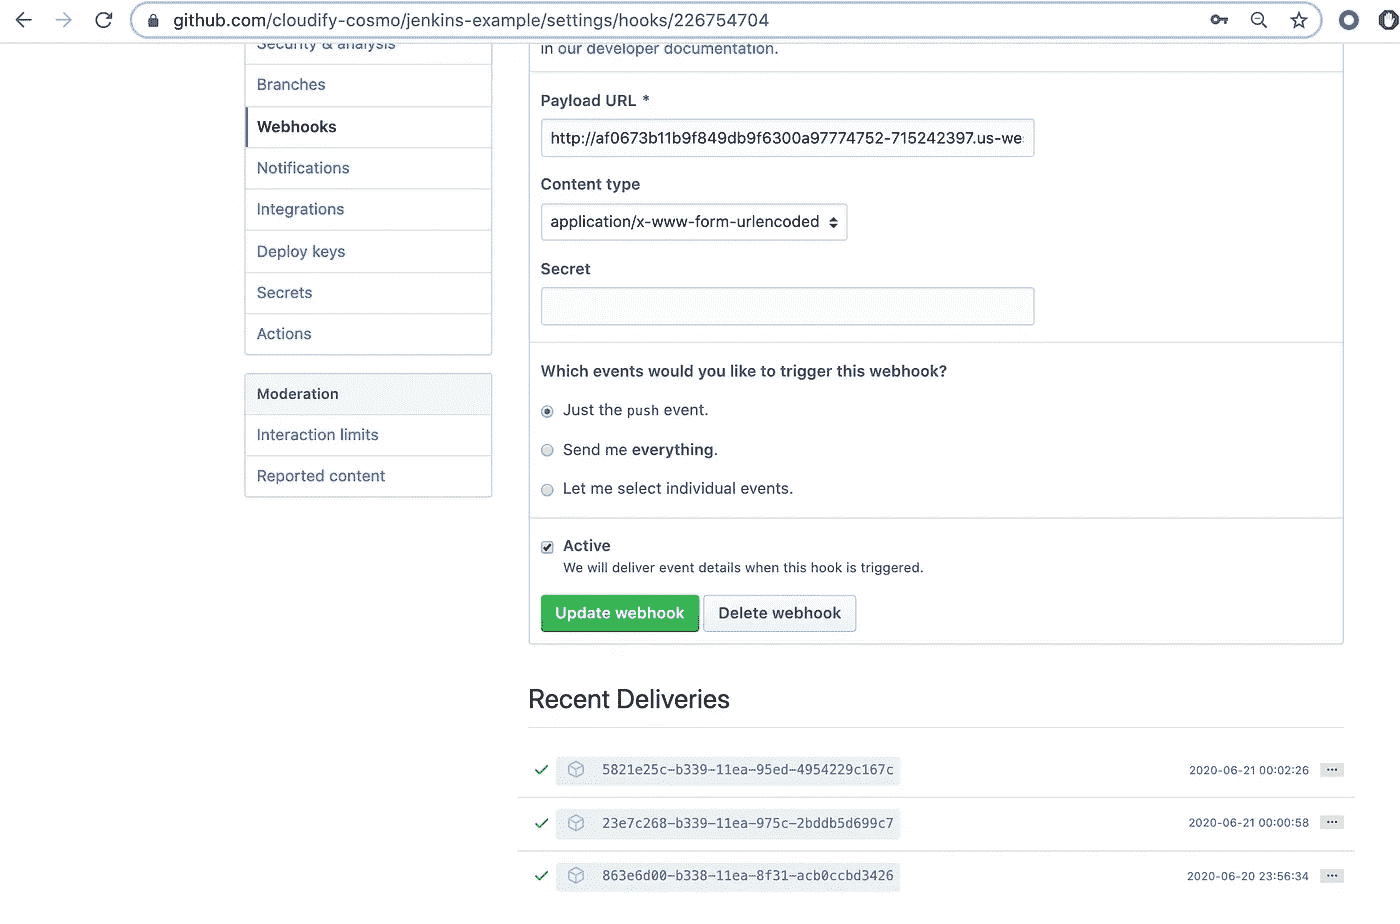 github.com/cloudify-cosmo/jenkins-example/settings/hooks/226754704
Security & analysis
Branches
Webhooks
Notifications
Integrations
Deploy keys
Secrets
Actions
Moderation
Interaction limits
Reported content
in our developer documentation.
Payload URL *
http://af0673b11b9f849db9f6300a97774752-715242397.us-we
Content type
application/x-www-form-urlencoded
Secret
Which events would you like to trigger this webhook?
Just the push event.
Send me everything.
Let me select individual events.
Active
We will deliver event details when this hook is triggered.
Update webhook Delete webhook
Recent Deliveries
5821e25c-b339-11ea-95ed-4954229c167c 2020-06-21 00:02:26
23e7c268-b339-11ea-975c-2bddb5d699c7 2020-06-21 00:00:58
863e6d00-b338-11ea-8f31-acb0ccbd3426 2020-06-20 23:56:34